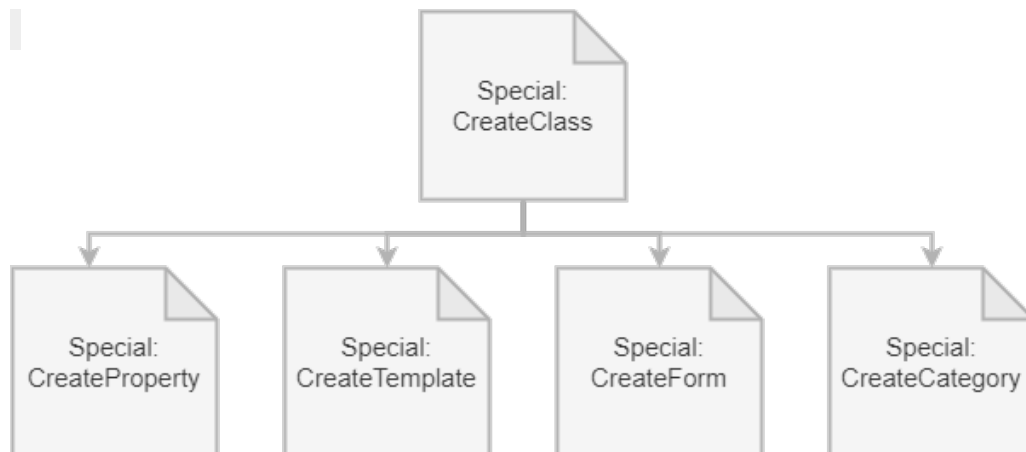 Special:
CreateClass
Special:
CreateProperty
Special:
CreateTemplate
Special:
CreateForm
Special:
CreateCategory